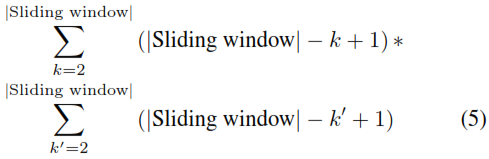 |Sliding window|
∑ (|Sliding window| − k + 1) ∗
k=2
|Sliding window|
∑ (|Sliding window| − k′ + 1) (5)
k′=2